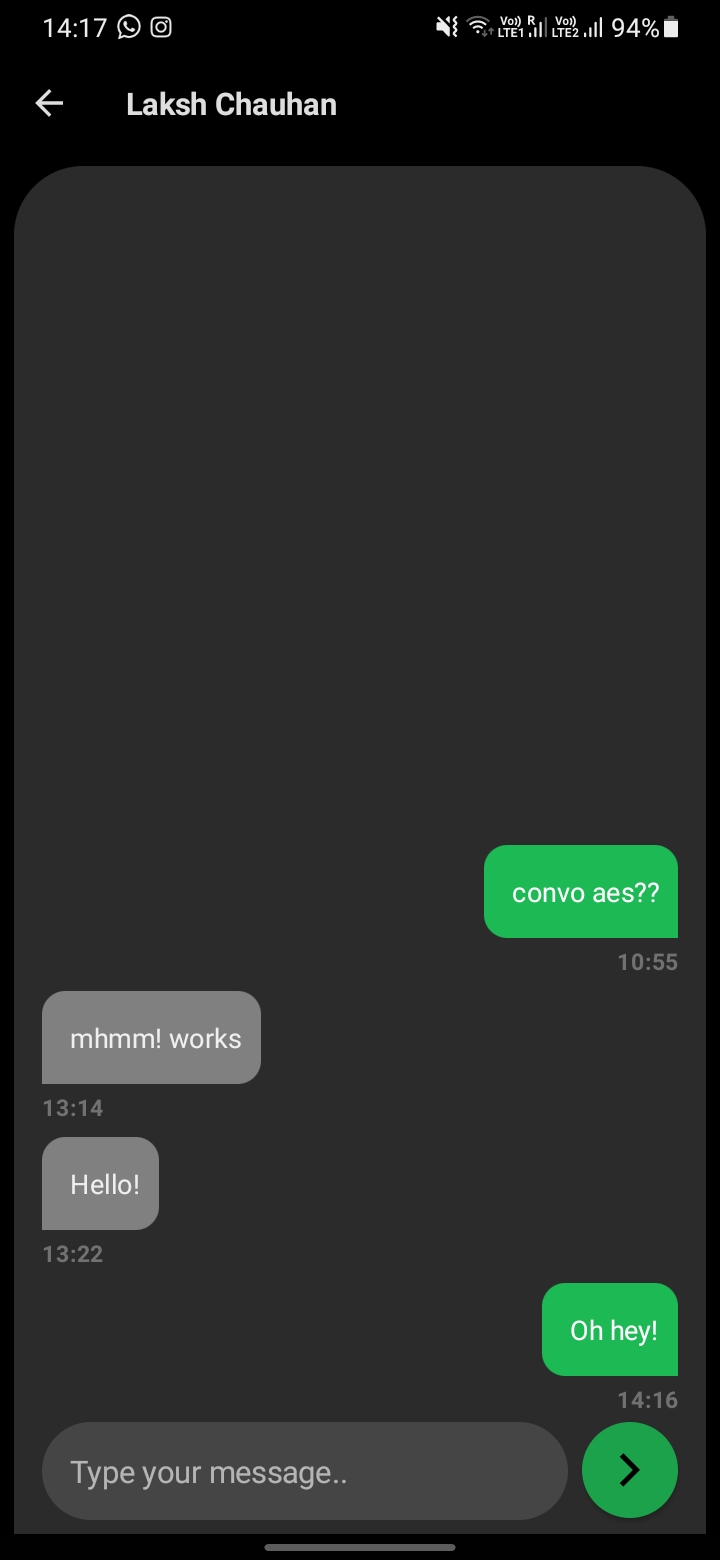 14:17 Vo)) LTE1 R Vo)) LTE2 94%
Laksh Chauhan
convo aes??
10:55
mhmm! works
13:14
Hello!
13:22
Oh hey!
14:16
Type your message..